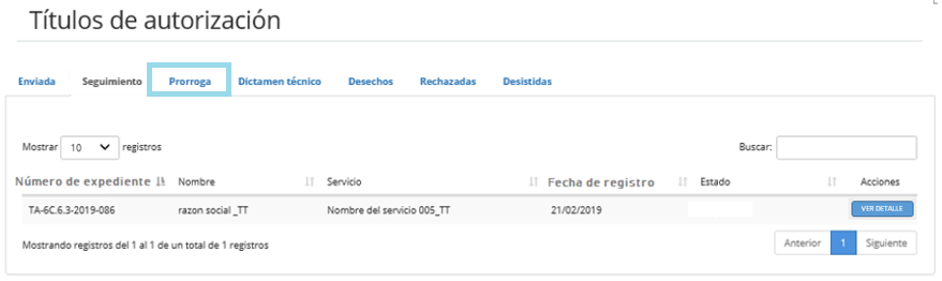 Títulos de autorización
Enviada Seguimiento Prorroga Dictamen técnico Desechos Rechazadas Desistidas
Mostrar 10 registros Buscar:
Número de expediente Nombre Servicio Fecha de registro Estado Acciones
TA-6C.6.3-2019-086 razon social _TT Nombre del servicio 005_TT 21/02/2019 VER DETALLE
Mostrando registros del 1 al 1 de un total de 1 registros Anterior 1 Siguiente